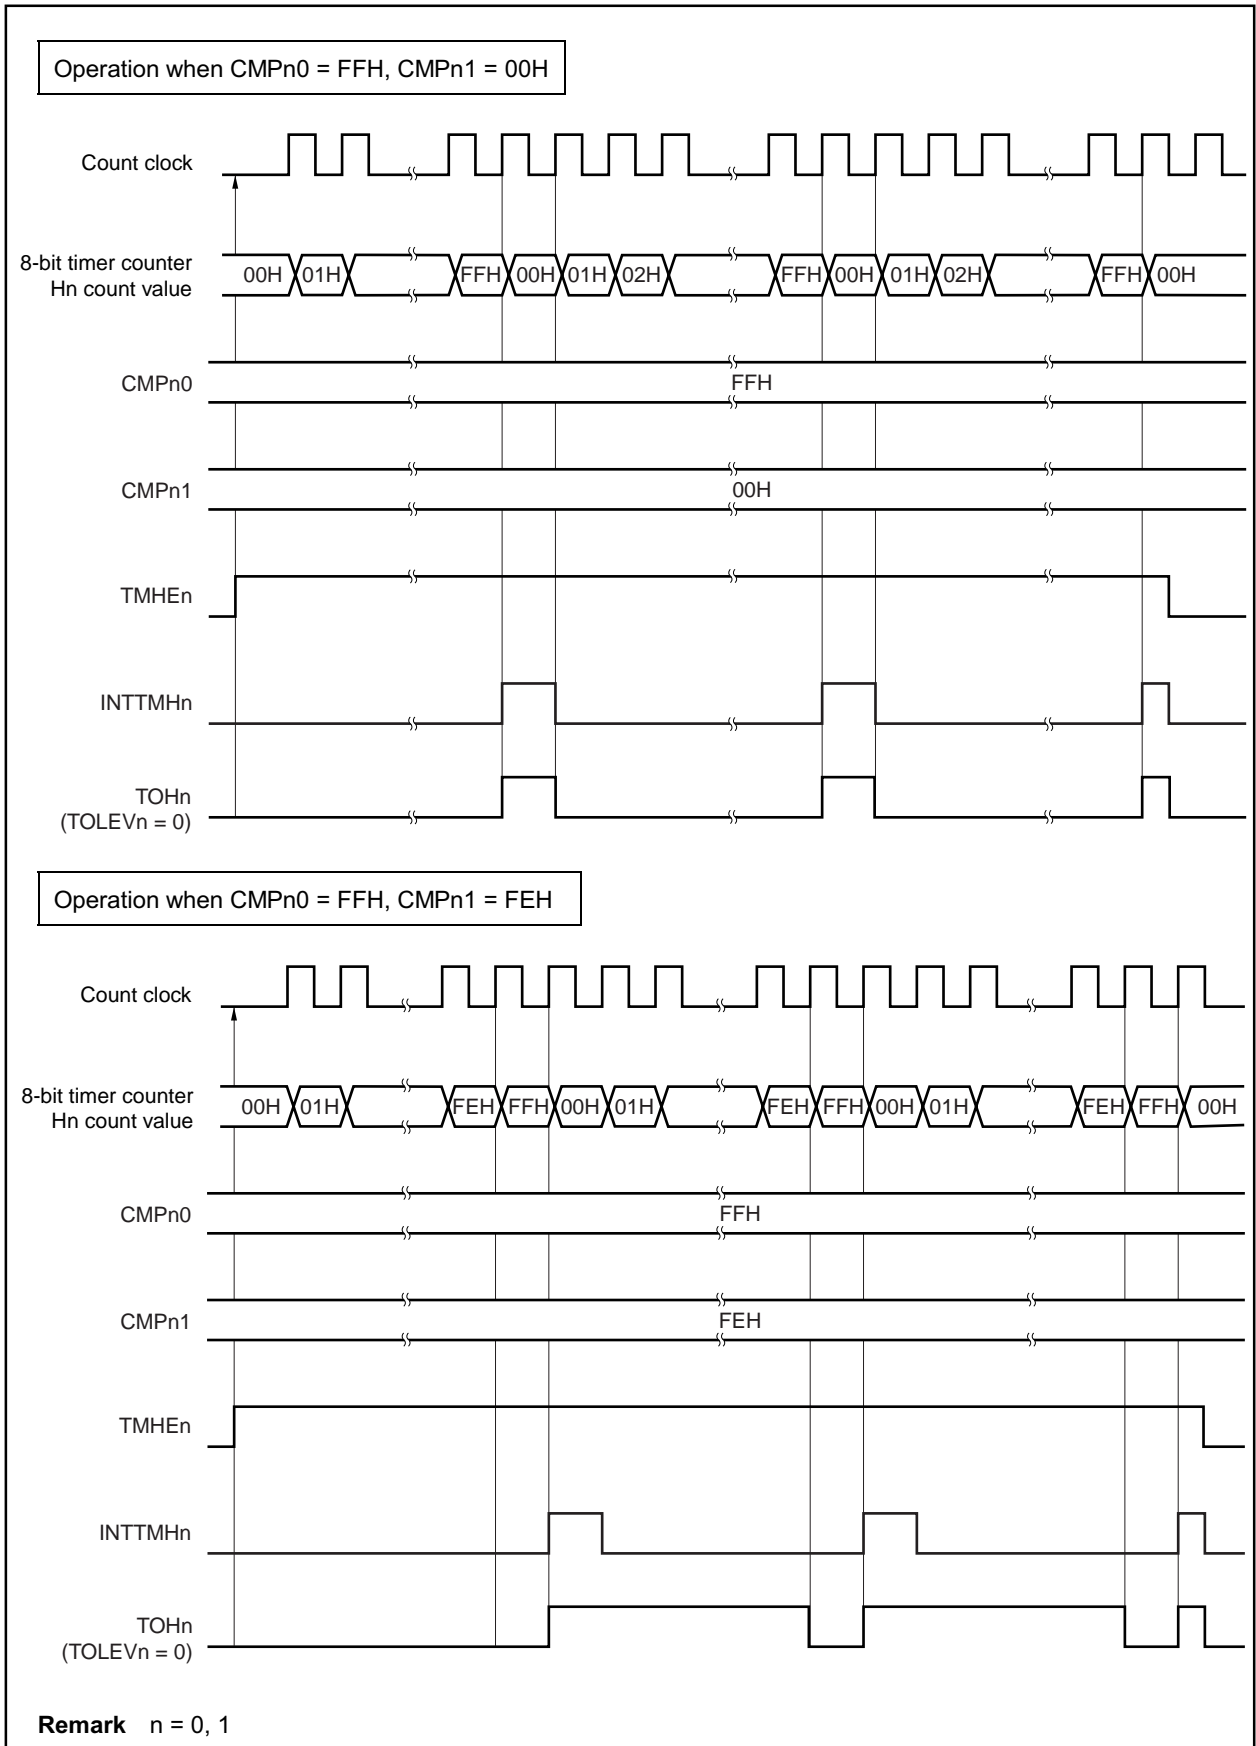 Operation when CMPn0 = FFH, CMPn1 = 00H
Count clock
8-bit timer counter
Hn count value
00H 01H FFH 00H 01H 02H FFH 00H 01H 02H FFH 00H
CMPn0 FFH
CMPn1 00H
TMHEn
INTTMHn
TOHn
(TOLEVn = 0)
Operation when CMPn0 = FFH, CMPn1 = FEH
Count clock
8-bit timer counter
Hn count value
00H 01H FEH FFH 00H 01H FEH FFH 00H 01H FEH FFH 00H
CMPn0 FFH
CMPn1 FEH
TMHEn
INTTMHn
TOHn
(TOLEVn = 0)
Remark n = 0, 1